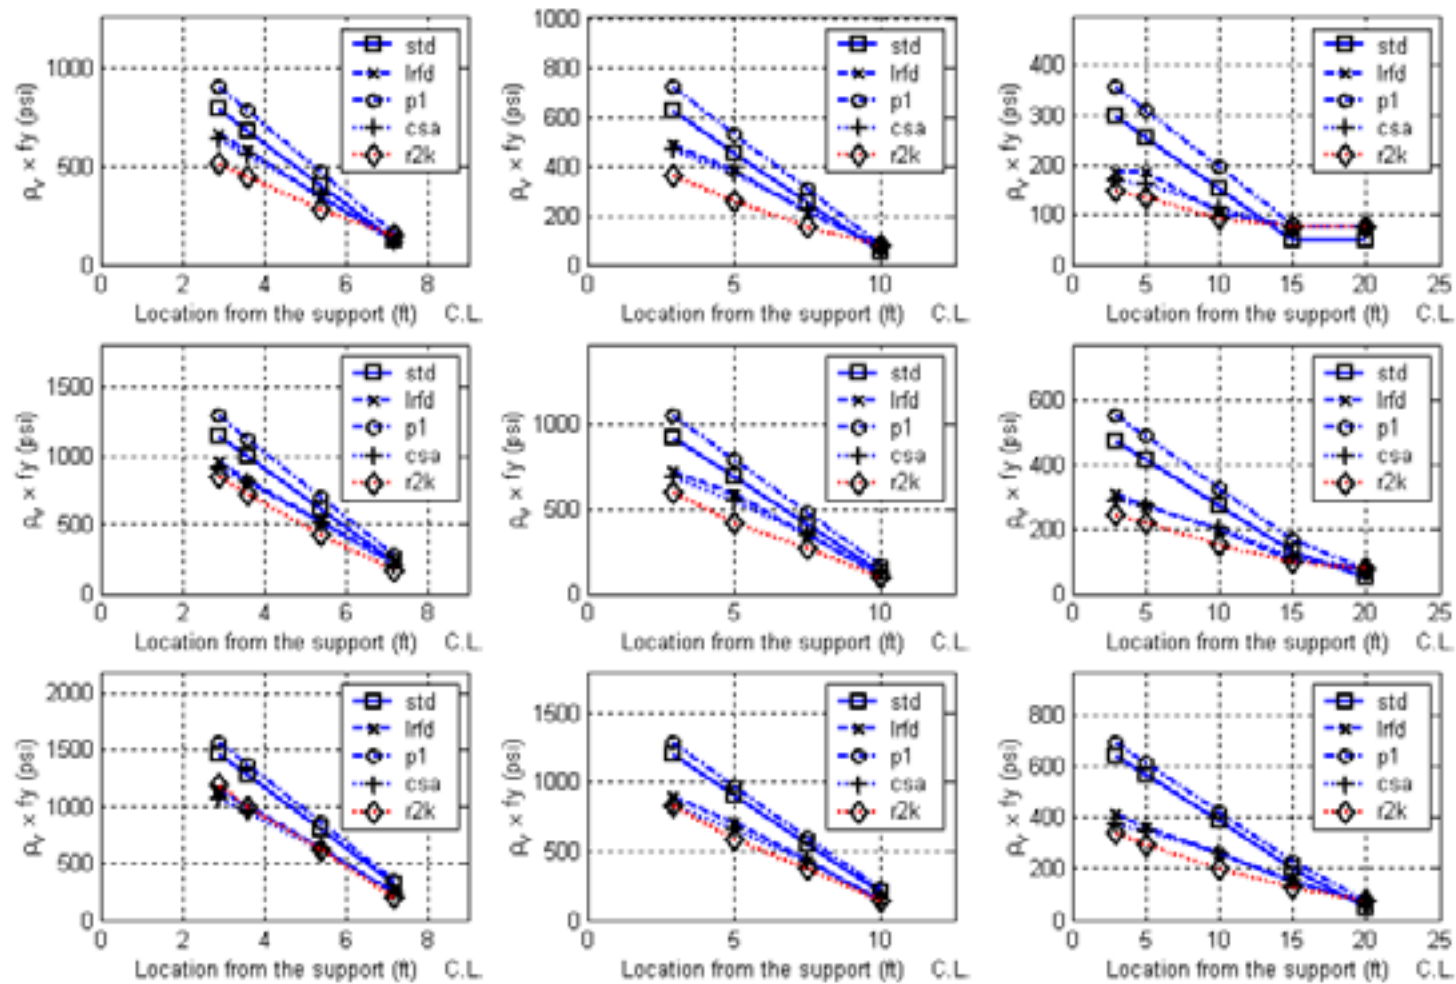 1000
500
0
ρv × fy (psi)
std
lrfd
p1
csa
r2k
0 2 4 6 8
Location from the support (ft) C.L.
1000
800
600
400
200
0
ρv × fy (psi)
std
lrfd
p1
csa
r2k
0 5 10
Location from the support (ft) C.L.
400
300
200
100
0
ρv × fy (psi)
std
lrfd
p1
csa
r2k
0 5 10 15 20 25
Location from the support (ft) C.L.
1500
1000
500
0
ρv × fy (psi)
std
lrfd
p1
csa
r2k
0 2 4 6 8
Location from the support (ft) C.L.
1000
500
0
ρv × fy (psi)
std
lrfd
p1
csa
r2k
0 5 10
Location from the support (ft) C.L.
600
400
200
0
ρv × fy (psi)
std
lrfd
p1
csa
r2k
0 5 10 15 20 25
Location from the support (ft) C.L.
2000
1500
1000
500
0
ρv × fy (psi)
std
lrfd
p1
csa
r2k
0 2 4 6 8
Location from the support (ft) C.L.
1500
1000
500
0
ρv × fy (psi)
std
lrfd
p1
csa
r2k
0 5 10
Location from the support (ft) C.L.
800
600
400
200
0
ρv × fy (psi)
std
lrfd
p1
csa
r2k
0 5 10 15 20 25
Location from the support (ft) C.L.